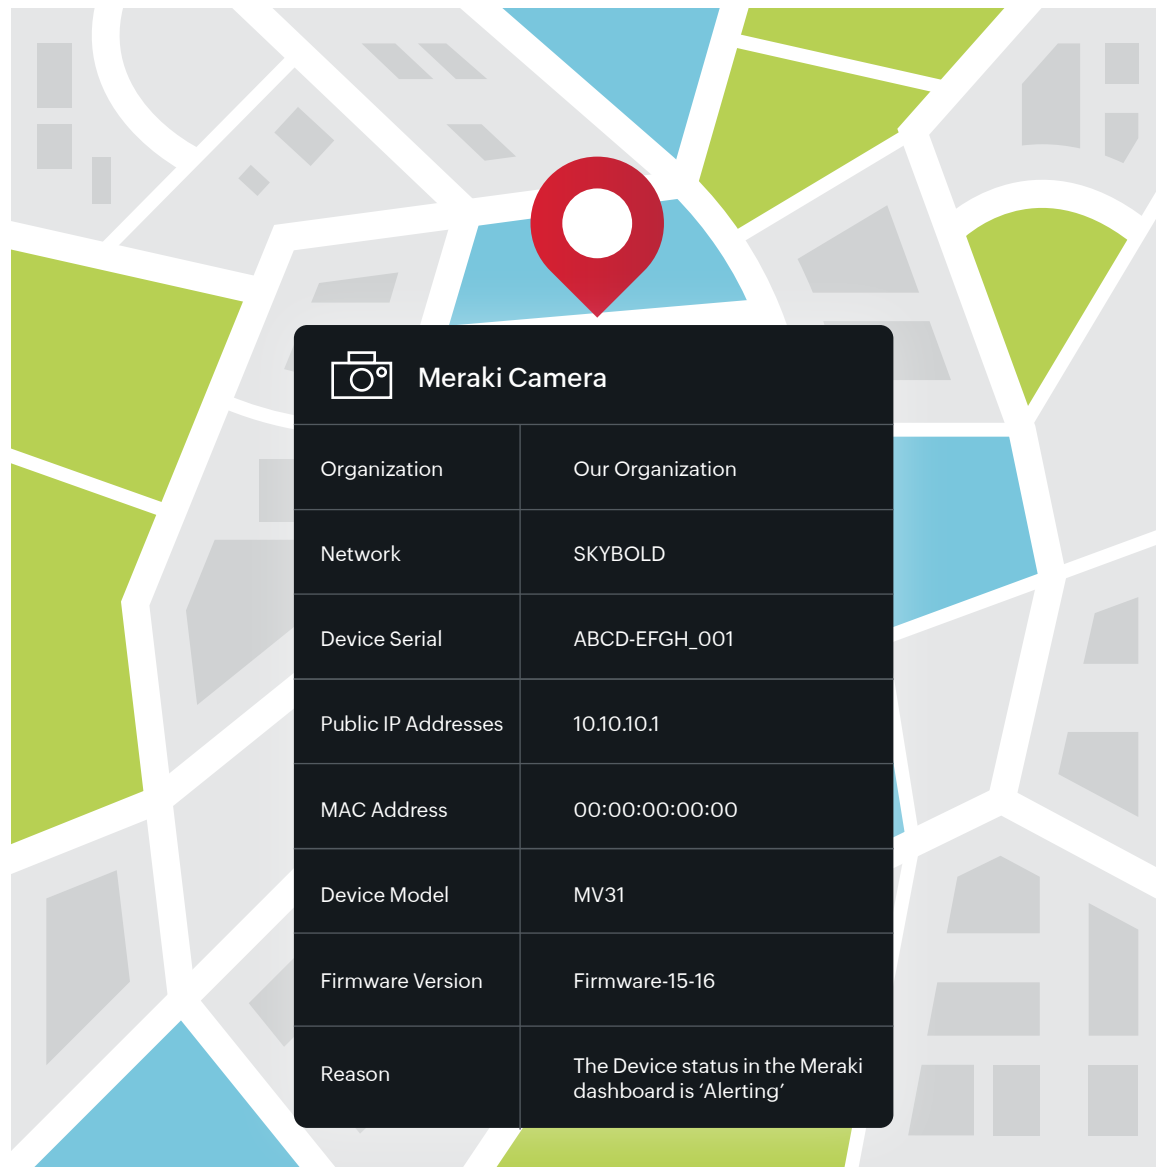 Meraki Camera
Organization
Our Organization
Network
SKYBOLD
Device Serial
ABCD-EFGH_001
Public IP Addresses
10.10.10.1
MAC Address
00:00:00:00:00
Device Model
MV31
Firmware Version
Firmware-15-16
Reason
The Device status in the Meraki
dashboard is ‘Alerting’